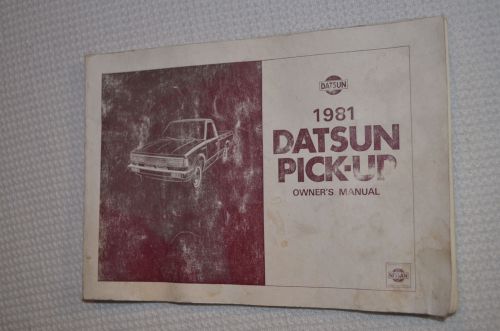 DATSUN
1981
DATSUN
PICK-UP
OWNER'S MANUAL
NISSAN